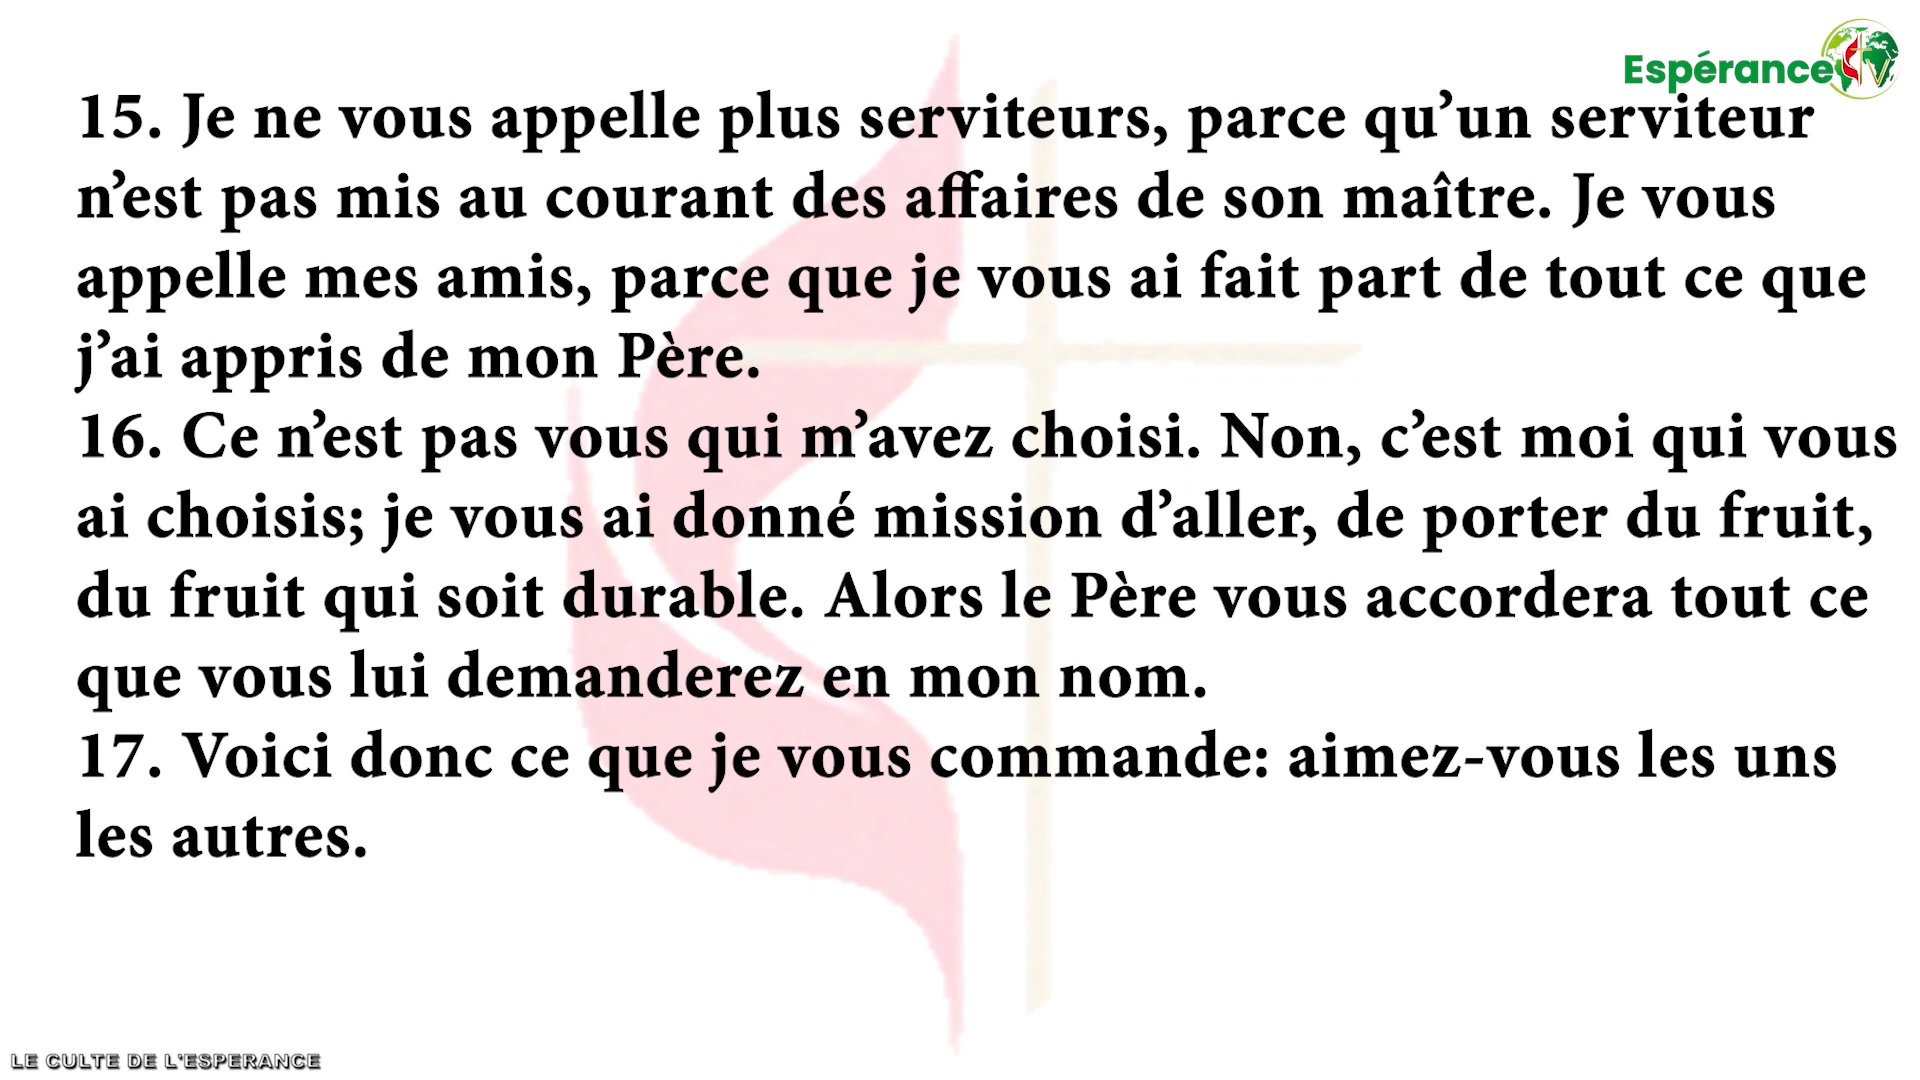 Espérance
15. Je ne vous appelle plus serviteurs, parce qu’un serviteur
n’est pas mis au courant des affaires de son maître. Je vous
appelle mes amis, parce que je vous ai fait part de tout ce que
j’ai appris de mon Père.
16. Ce n’est pas vous qui m’avez choisi. Non, c’est moi qui vous
ai choisis; je vous ai donné mission d’aller, de porter du fruit,
du fruit qui soit durable. Alors le Père vous accordera tout ce
que vous lui demanderez en mon nom.
17. Voici donc ce que je vous commande: aimez-vous les uns
les autres.
LE CULTE DE L'ESPERANCE